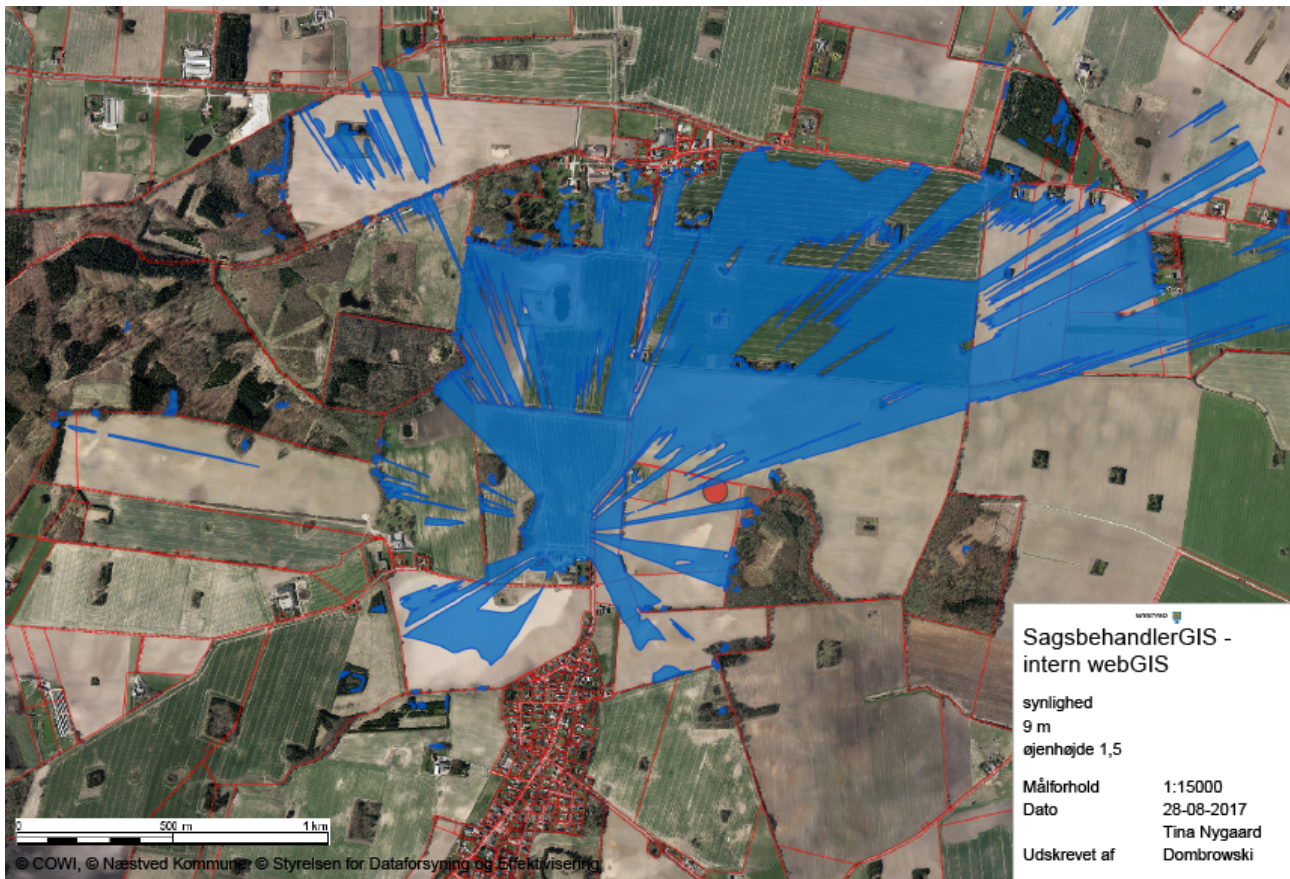 NÆSTVED
SagsbehandlerGIS -
intern webGIS
synlighed
9 m
øjenhøjde 1,5
Målforhold 1:15000
Dato 28-08-2017
Tina Nygaard
Udskrevet af Dombrowski
0 500 m 1 km
© COWI, © Næstved Kommune, © Styrelsen for Dataforsyning og Effektivisering